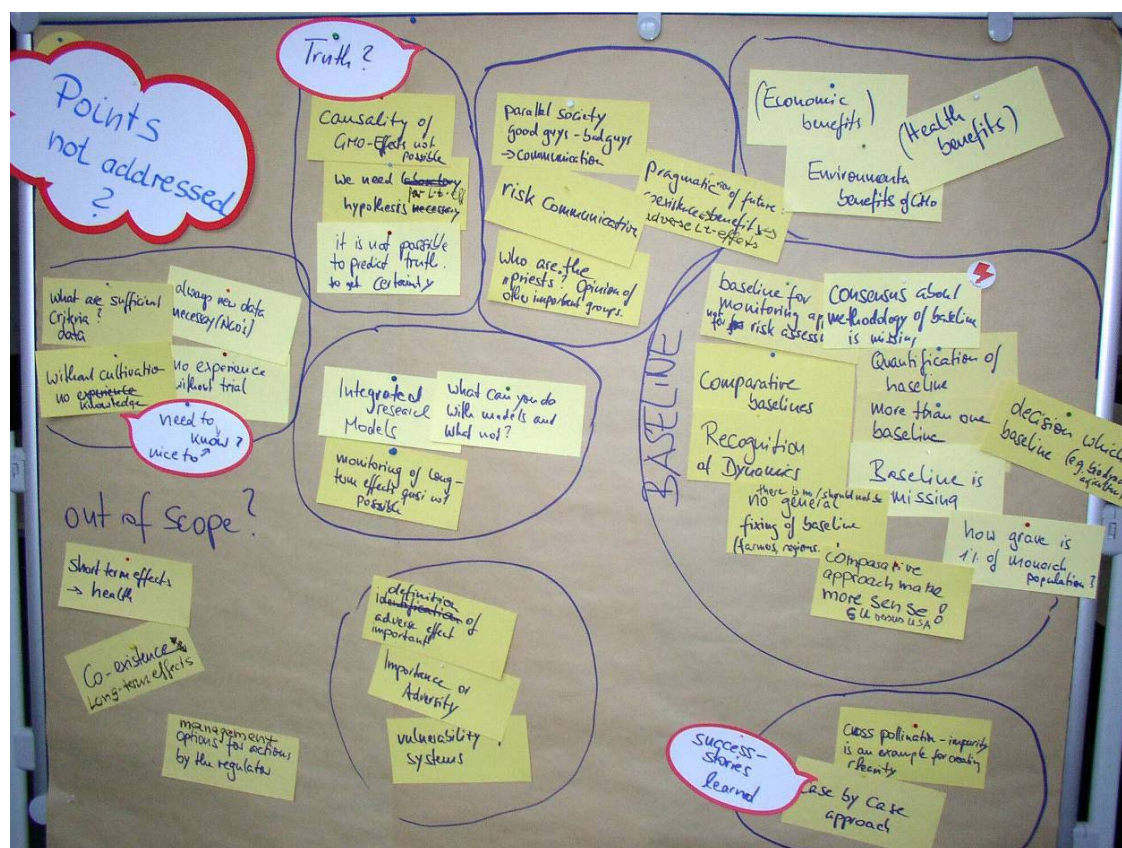 Points
not addressed
?
Truth?
causality of
GMO-Effects not
possible
We need laboratory
for L.t.-Eff
hypothesis necessary
it is not possible
to predict truth.
to get certainty
parallel society
good guys - bad guys
→ communication
risk Communication
who are the
"priests? Opinion of
other important groups.
Pragmatic of future:
adverse Lt-effects
(Economic
benefits)
(Health
benefits)
Environmental
benefits of GMO
what are sufficient
criteria?
data
always new data
necessary (NGO's)
without cultivation
no experience
knowledge
no experience
without trial
need to
know?
nice to
Integrated
research
Models
What can you do
with models and
what not?
monitoring of long-
term effects quasi not
possible
BASELINE
baseline for
monitoring
not for risk assess
consensus about
methodology of baseline
is missing
Comparative
baselines
Quantification of
baseline
more than one
baseline
decision which
baseline
(e.g.
Recognition
of Dynamics
Baseline is
missing
there is no/should not be
no general
fixing of baseline
(farmers, regions.
how grave is
1% of monarch
population?
comparative
approach make
more sense!
EU versus USA
out of scope?
Short term effects
→ health
Co-existence
Long-term effects
management
options for actions
by the regulator
definition
identification of
adverse effect
important
Importance of
Adversity
vulnerability
systems
success-
stories
learned
Cross pollination - impurity
is an example for creating
Case by Case
approach